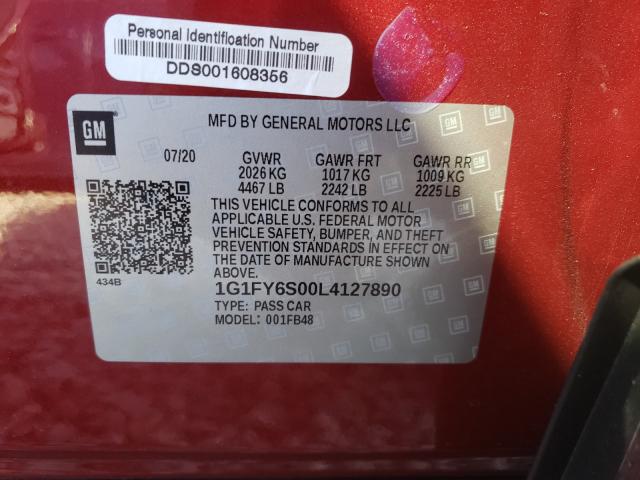 Personal Identification Number
DDS001608356
GM
MFD BY GENERAL MOTORS LLC
07/20 GVWR GAWR FRT GAWR RR
2026 KG 1017 KG 1009 KG
4467 LB 2242 LB 2225 LB
THIS VEHICLE CONFORMS TO ALL
APPLICABLE U.S. FEDERAL MOTOR
VEHICLE SAFETY, BUMPER, AND THEFT
PREVENTION STANDARDS IN EFFECT ON
THE DATE OF MANUFACTURE SHOWN
ABOVE.
434B
1G1FY6S00L4127890
TYPE: PASS CAR
MODEL: 001FB48